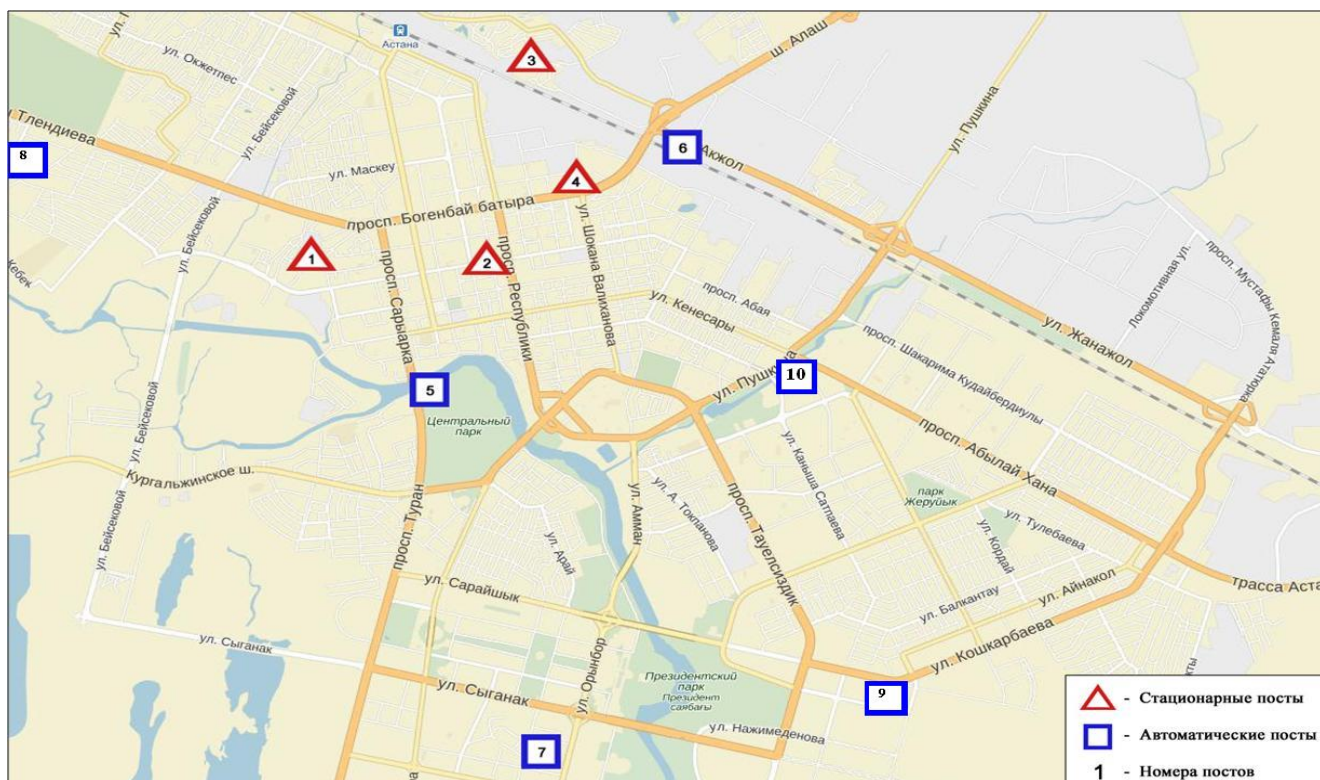 Астана
3
ш. Алаш
ул. Окжетпес
ул. Бейсековой
ул. Пушкина
н Тлендиева
8
6
Акжол
ул. Маскеу
4
просп. Богенбай батыра
1
2
ул. Бейсековой
просп. Сарыарка
просп. Республики
ул. Шокана Валиханова
просп. Абая
ул. Кенесары
Локомотивная ул.
просп. Мустафы Кемаля Ататюрка
Кебек
ул. Жанажол
просп. Шакарима Кудайбердиулы
5
10
ул. Пушкина
Центральный
парк
ул. Бейсековой
Кургальжинское ш.
просп. Абылай Хана
ул. Каныша Сатпаева
парк
Жеруйык
просп. Туран
ул. Амман
ул. А. Токпанова
просп. Тауелсиздик
ул. Тулебаева
ул. Кордай
ул. Бейсековой
ул. Арай
ул. Сарайшык
ул. Балкантау
ул. Айнакол
трасса Аста
ул. Сыганак
ул. Орынбор
ул. Кошкарбаева
ул. Сыганак
Президентский
парк
Президент
саябағы
9
ул. Нажимеденова
7
- Стационарные посты
- Автоматические посты
1 - Номера постов